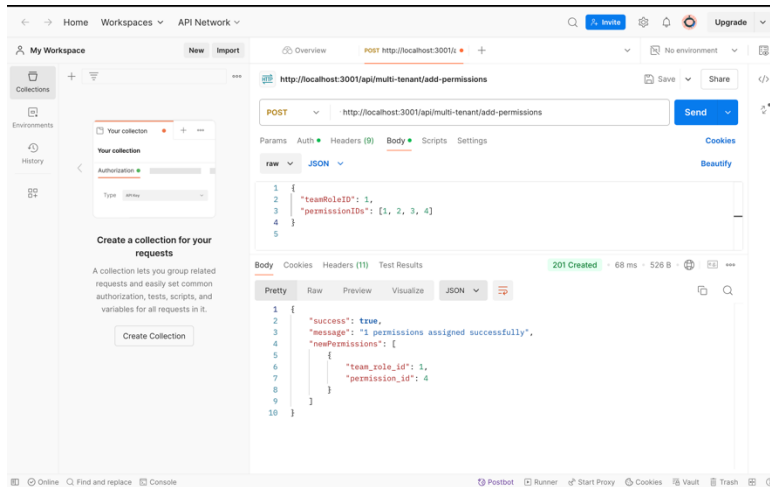 Home Workspaces API Network Invite Upgrade
My Workspace New Import Overview POST http://localhost:3001/a No environment
Collections
Environments
History
Your collecton
Your collection
Authorization
Type API Key
Create a collection for your
requests
A collection lets you group related
requests and easily set common
authorization, tests, scripts, and
variables for all requests in it.
Create Collection
http://localhost:3001/api/multi-tenant/add-permissions Save Share
POST http://localhost:3001/api/multi-tenant/add-permissions Send
Params Auth Headers (9) Body Scripts Settings Cookies
raw JSON Beautify
1 {
2 "teamRoleID": 1,
3 "permissionIDs": [1, 2, 3, 4]
4 }
5
Body Cookies Headers (11) Test Results 201 Created 68 ms 526 B
Pretty Raw Preview Visualize JSON
1 {
2 "success": true,
3 "message": "1 permissions assigned successfully",
4 "newPermissions": [
5 {
6 "team_role_id": 1,
7 "permission_id": 4
8 }
9 ]
10 }
Online Find and replace Console Postbot Runner Start Proxy Cookies Vault Trash